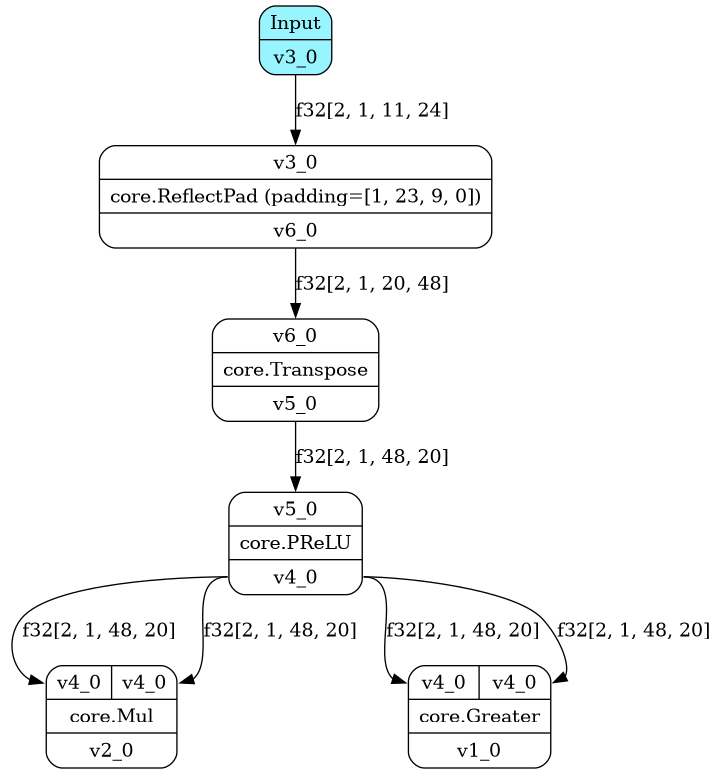 Input
v3_0
f32[2, 1, 11, 24]
v3_0
core.ReflectPad (padding=[1, 23, 9, 0])
v6_0
f32[2, 1, 20, 48]
v6_0
core.Transpose
v5_0
f32[2, 1, 48, 20]
v5_0
core.PReLU
v4_0
f32[2, 1, 48, 20] f32[2, 1, 48, 20] f32[2, 1, 48, 20] f32[2, 1, 48, 20]
v4_0 v4_0 v4_0 v4_0
core.Mul core.Greater
v2_0 v1_0